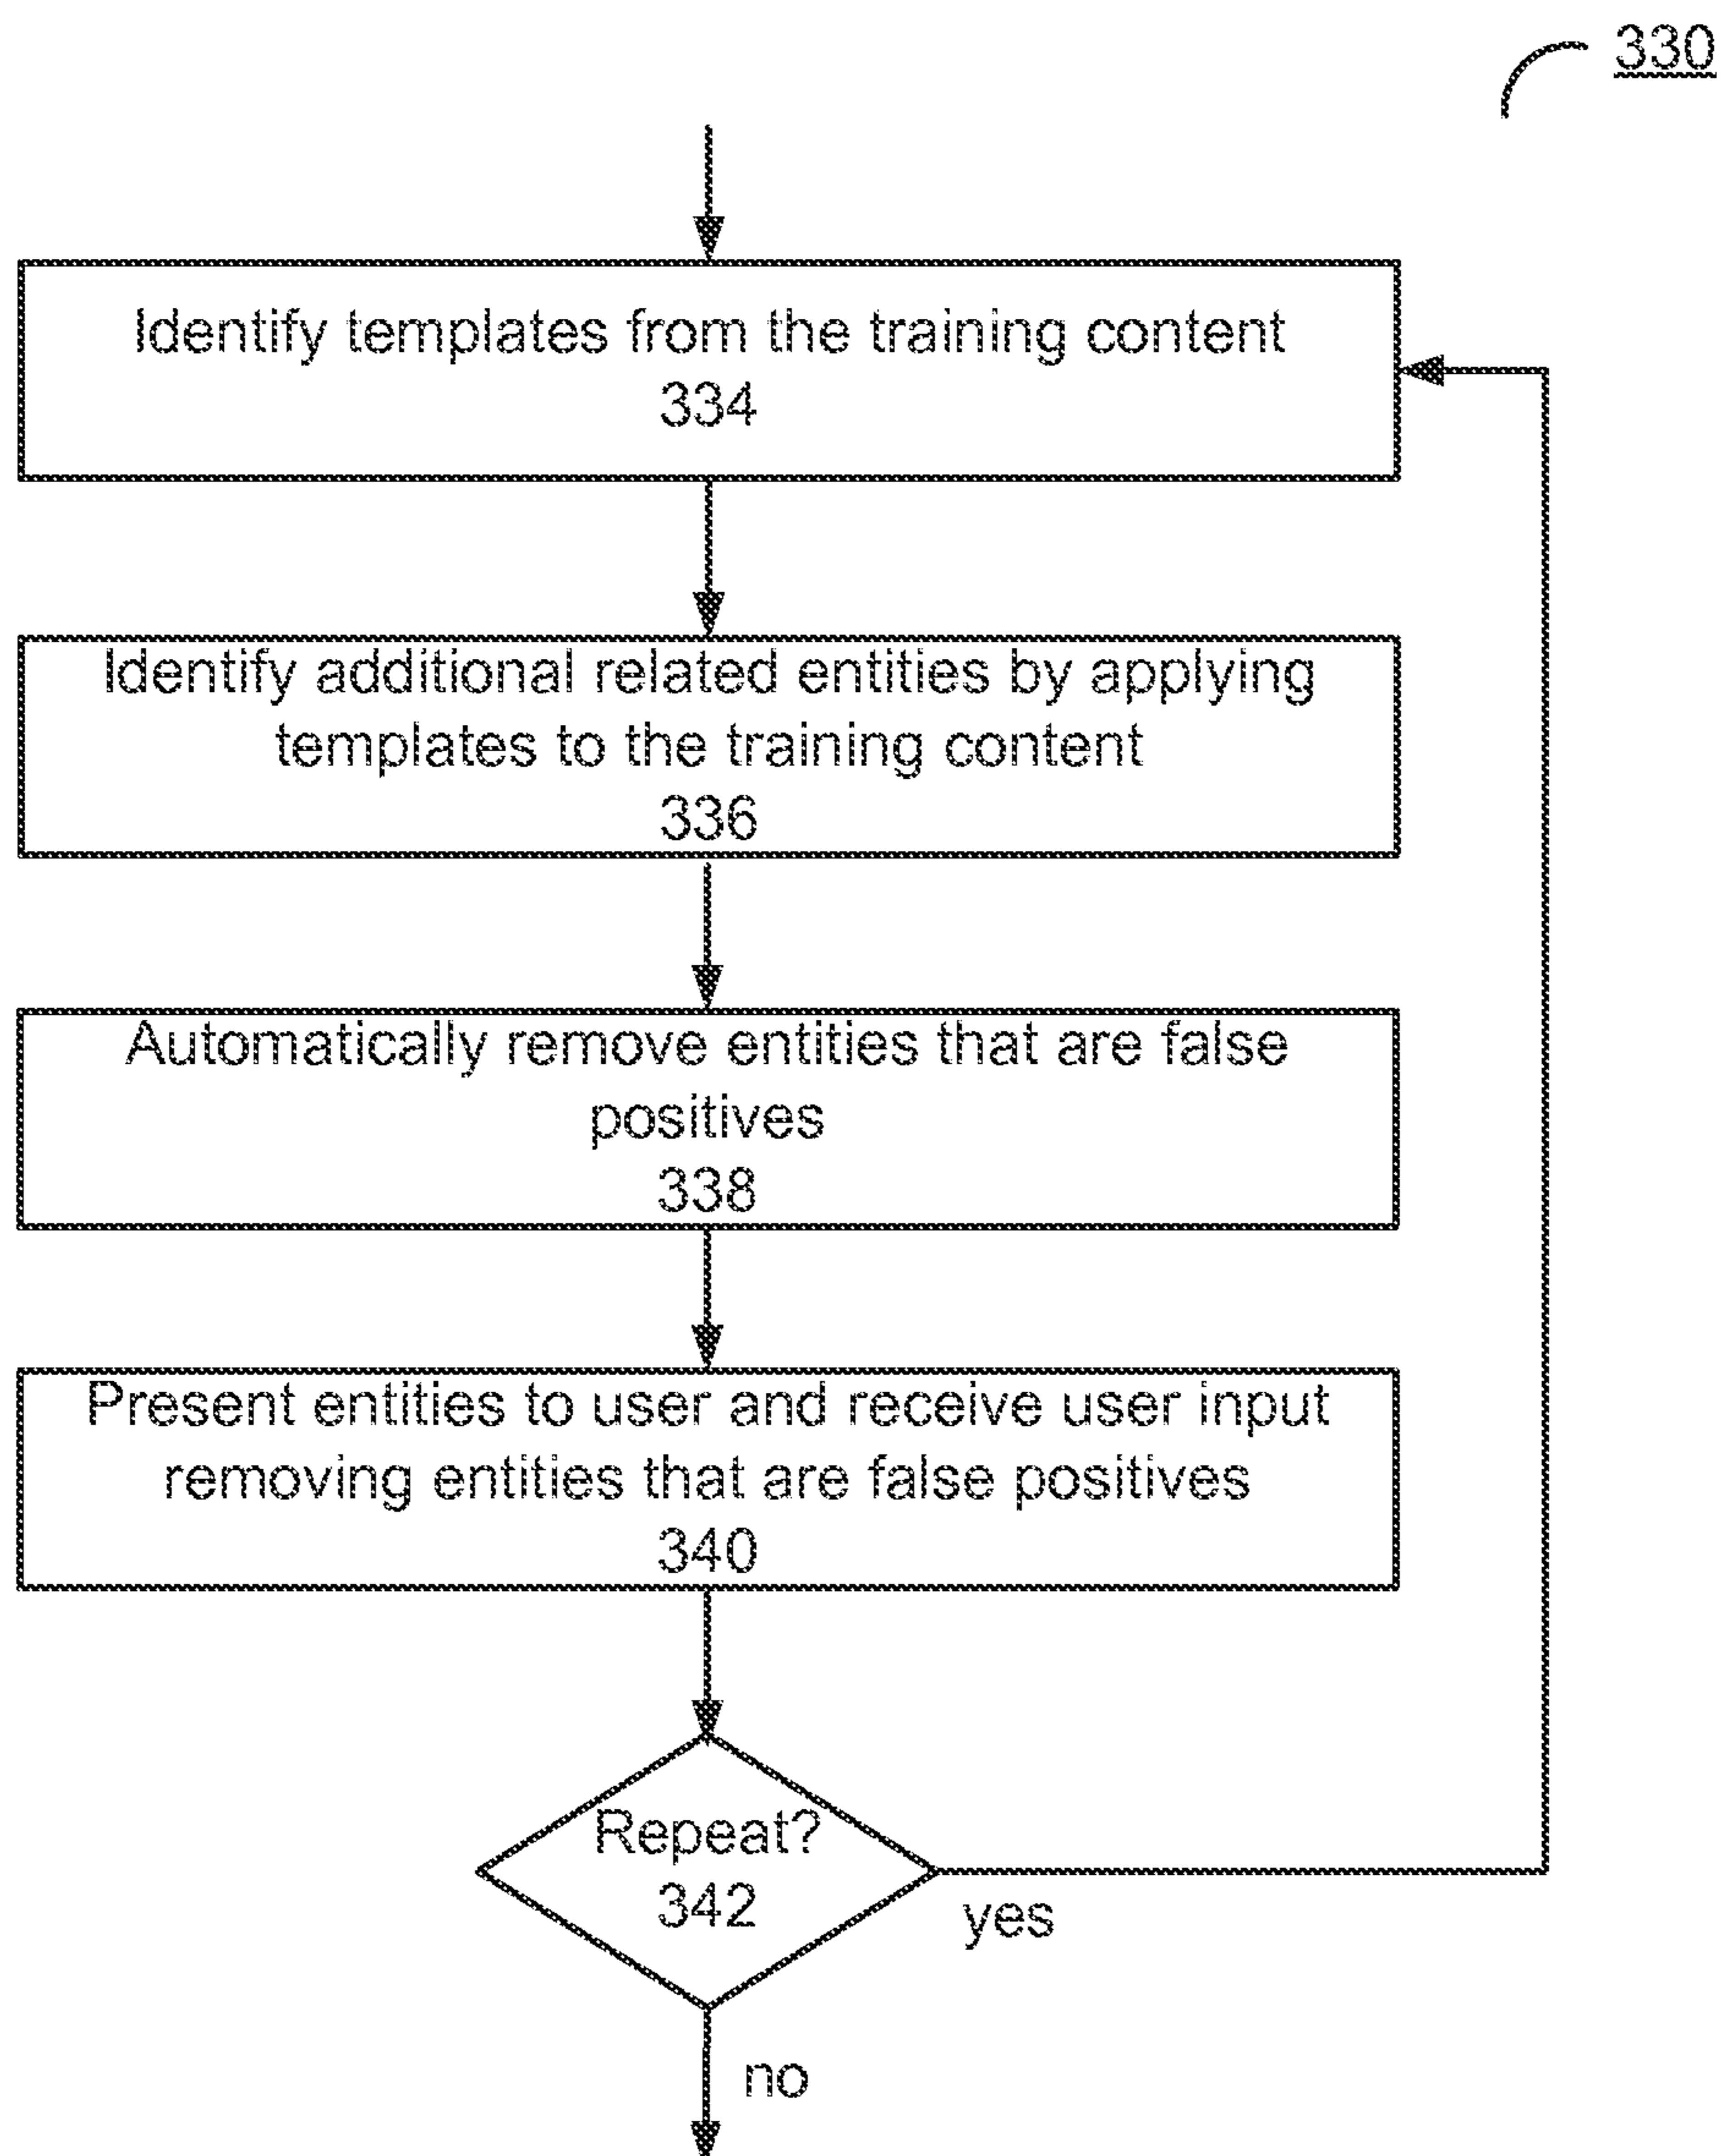 330
Identify templates from the training content
334
Identify additional related entities by applying
templates to the training content
336
Automatically remove entities that are false
positives
338
Present entities to user and receive user input
removing entities that are false positives
340
Repeat?
342
yes
no